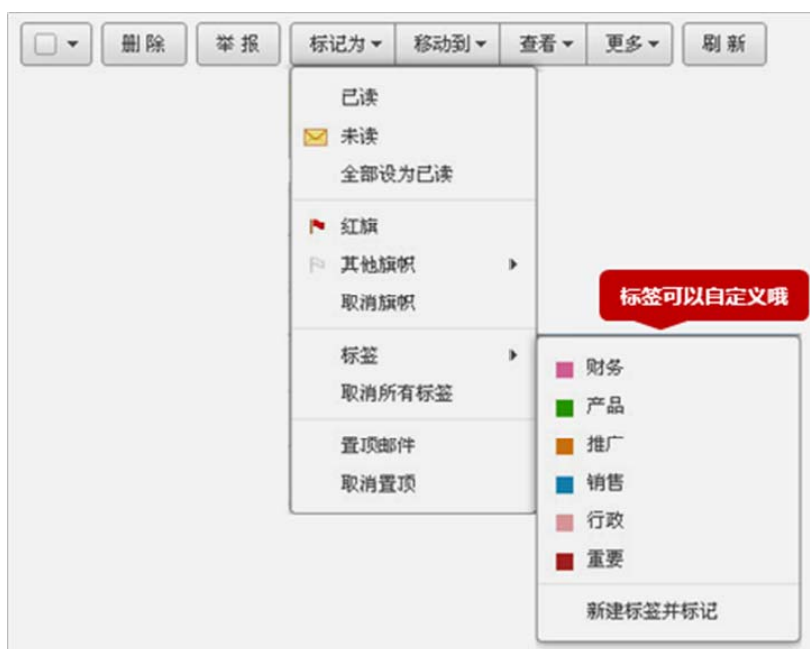 删 除 举 报 标记为 移动到 查看 更多 刷 新
已读
未读
全部设为已读
红旗
其他旗帜
取消旗帜
标签可以自定义哦
标签
取消所有标签
置顶邮件
取消置顶
财务
产品
推广
销售
行政
重要
新建标签并标记